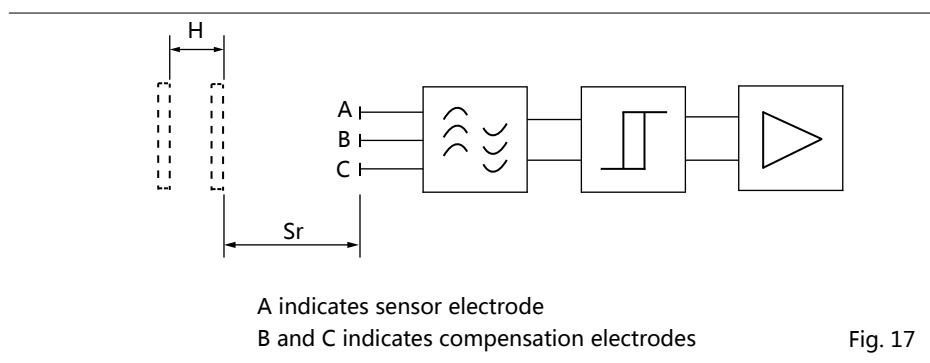 H
A
B
C
Sr
A indicates sensor electrode
B and C indicates compensation electrodes
Fig. 17